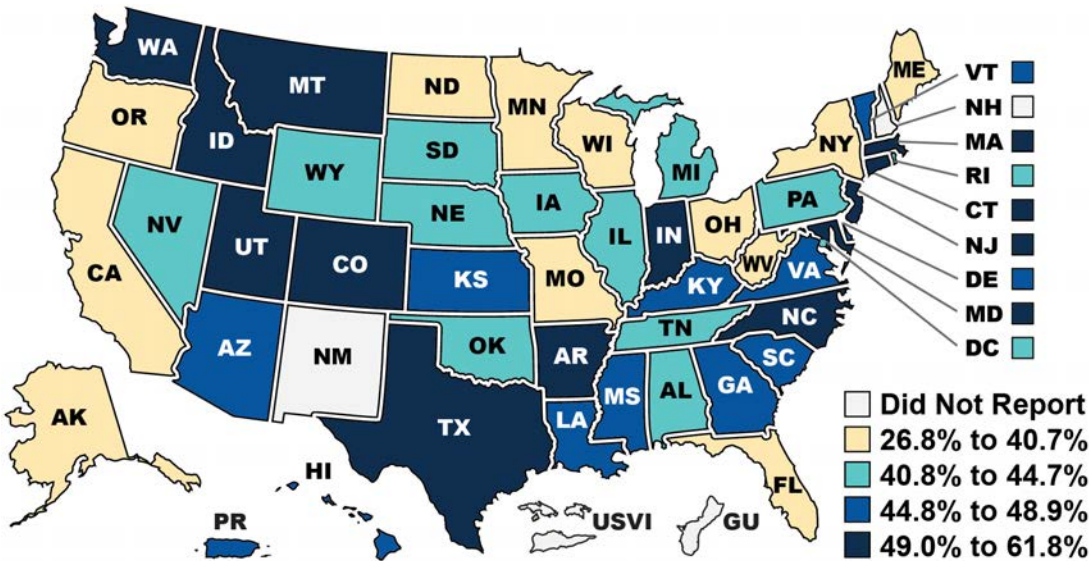 WA
MT
ND
MN
ME
VT
NH
OR
ID
SD
WI
NY
MA
WY
MI
RI
NE
IA
PA
CT
NV
UT
CO
IL
IN
OH
NJ
CA
KS
MO
WV
VA
DE
KY
MD
AZ
NM
OK
TN
NC
DC
AR
SC
MS
AL
GA
LA
TX
AK
HI
FL
PR
USVI
GU
Did Not Report
26.8% to 40.7%
40.8% to 44.7%
44.8% to 48.9%
49.0% to 61.8%